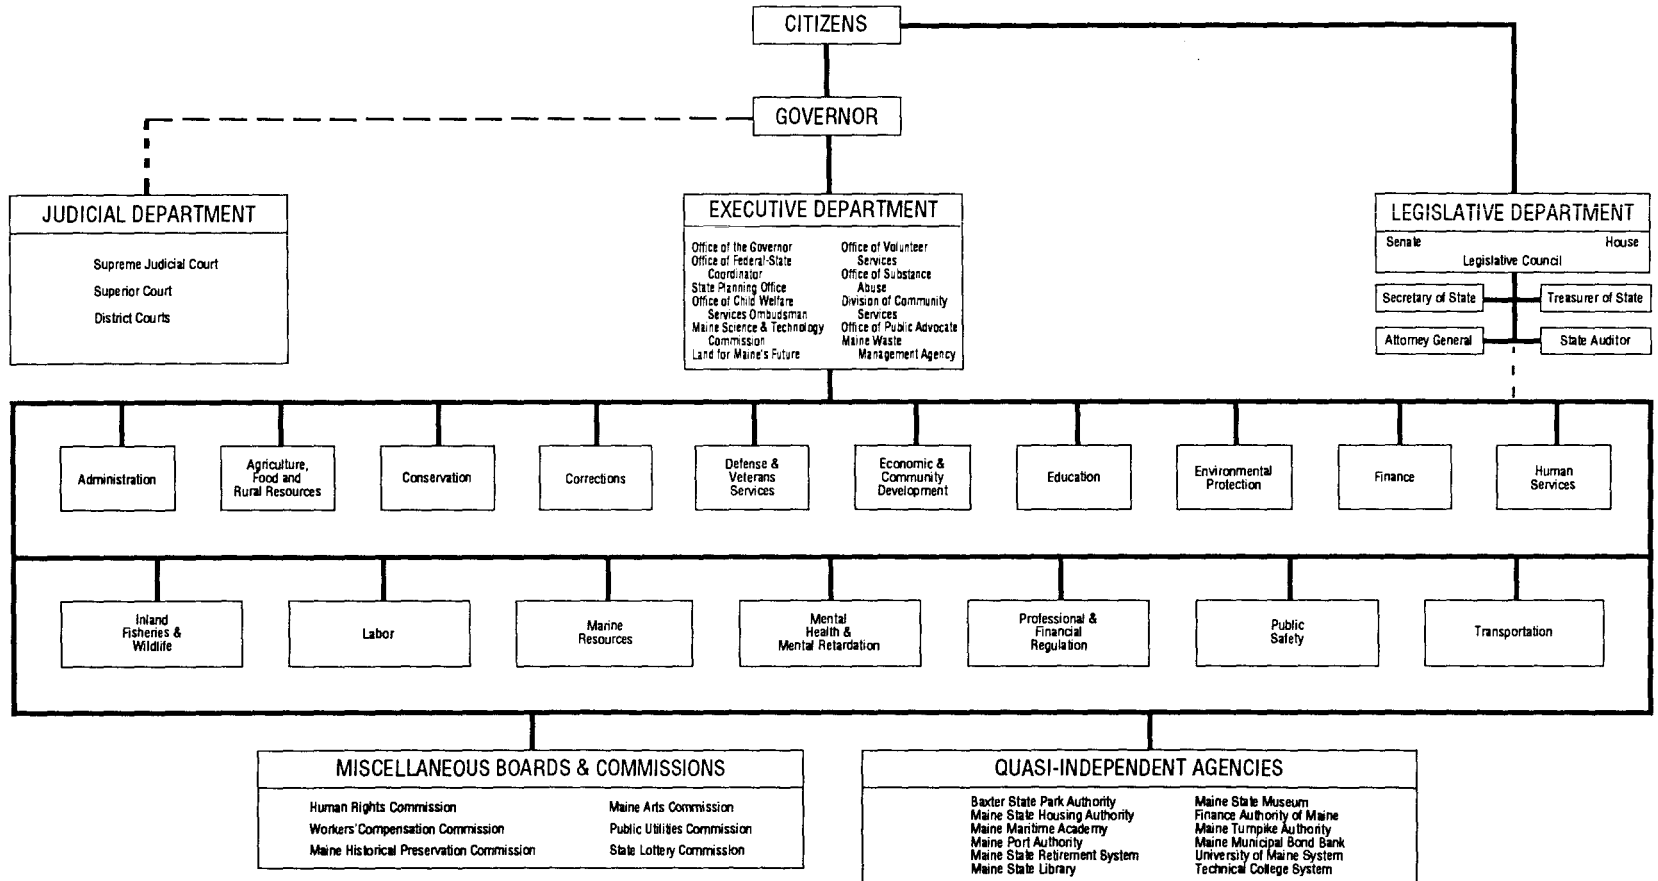 CITIZENS
GOVERNOR
JUDICIAL DEPARTMENT
Supreme Judicial Court
Superior Court
District Courts
EXECUTIVE DEPARTMENT
Office of the Governor
Office of Federal-State
Coordinator
State Planning Office
Office of Child Welfare
Services Ombudsman
Maine Science & Technology
Commission
Land for Maine's Future
Office of Volunteer
Services
Office of Substance
Abuse
Division of Community
Services
Office of Public Advocate
Maine Waste
Management Agency
LEGISLATIVE DEPARTMENT
Senate House
Legislative Council
Secretary of State
Treasurer of State
Attorney General
State Auditor
Administration
Agriculture,
Food and
Rural Resources
Conservation
Corrections
Defense &
Veterans
Services
Economic &
Community
Development
Education
Environmental
Protection
Finance
Human
Services
Inland
Fisheries &
Wildlife
Labor
Marine
Resources
Mental
Health &
Mental Retardation
Professional &
Financial
Regulation
Public
Safety
Transportation
MISCELLANEOUS BOARDS & COMMISSIONS
Human Rights Commission
Workers' Compensation Commission
Maine Historical Preservation Commission
Maine Arts Commission
Public Utilities Commission
State Lottery Commission
QUASI-INDEPENDENT AGENCIES
Baxter State Park Authority
Maine State Housing Authority
Maine Maritime Academy
Maine Port Authority
Maine State Retirement System
Maine State Library
Maine State Museum
Finance Authority of Maine
Maine Turnpike Authority
Maine Municipal Bond Bank
University of Maine System
Technical College System